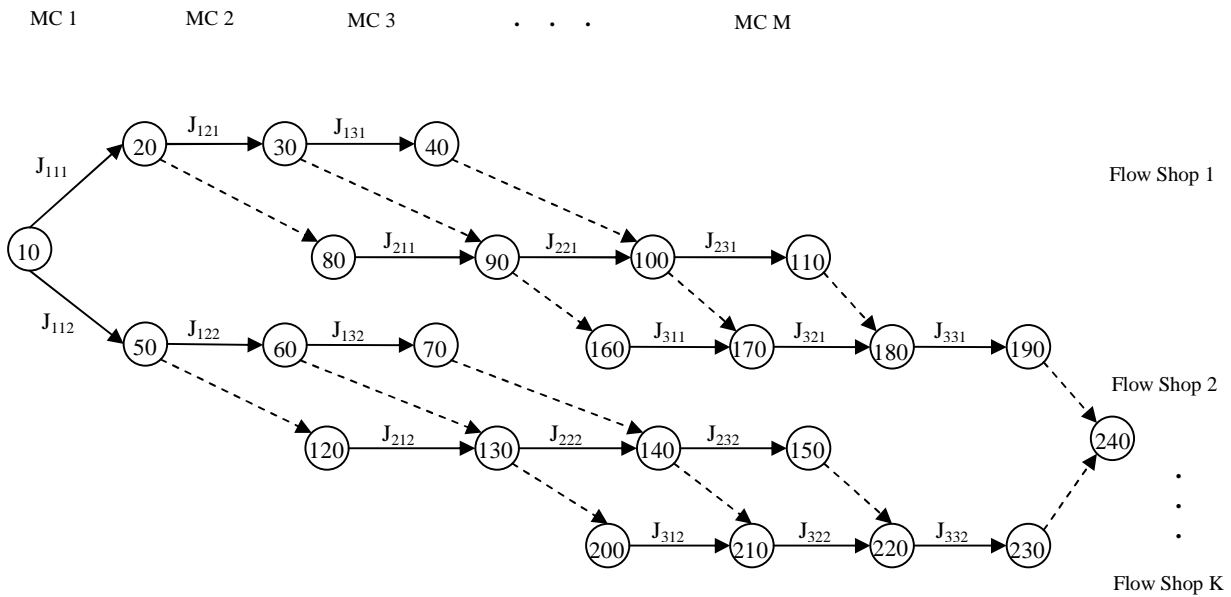 MC 1 MC 2 MC 3 . . . MC M
J121 J131
20 30 40
J111
Flow Shop 1
J211 J221 J231
10 80 90 100 110
J112
J122 J132 J311 J321 J331
50 60 70 160 170 180 190
Flow Shop 2
J212 J222 J232
120 130 140 150 240
.
.
.
J312 J322 J332
200 210 220 230
Flow Shop K